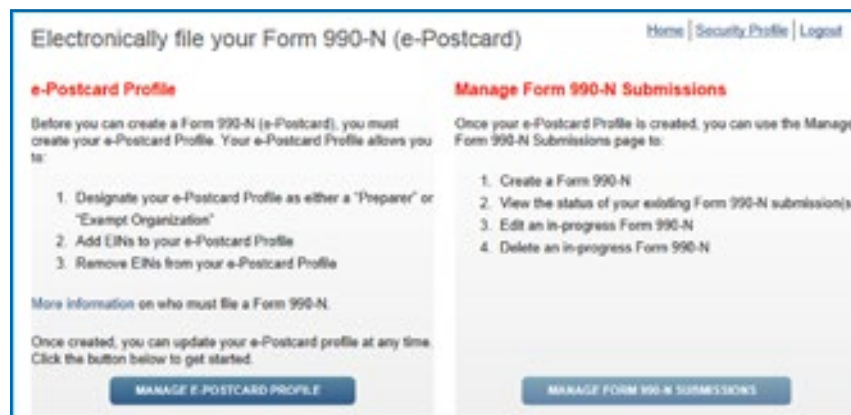 Electronically file your Form 990-N (e-Postcard)
Home | Security Profile | Logout
e-Postcard Profile
Before you can create a Form 990-N (e-Postcard), you must
create your e-Postcard Profile. Your e-Postcard Profile allows you
to:
1. Designate your e-Postcard Profile as either a "Preparer" or
"Exempt Organization"
2. Add EINs to your e-Postcard Profile
3. Remove EINs from your e-Postcard Profile
More information on who must file a Form 990-N.
Once created, you can update your e-Postcard profile at any time.
Click the button below to get started.
MANAGE E-POSTCARD PROFILE
Manage Form 990-N Submissions
Once your e-Postcard Profile is created, you can use the Manage
Form 990-N Submissions page to:
1. Create a Form 990-N
2. View the status of your existing Form 990-N submission(s
3. Edit an in-progress Form 990-N
4. Delete an in-progress Form 990-N
MANAGE FORM 990-N SUBMISSIONS